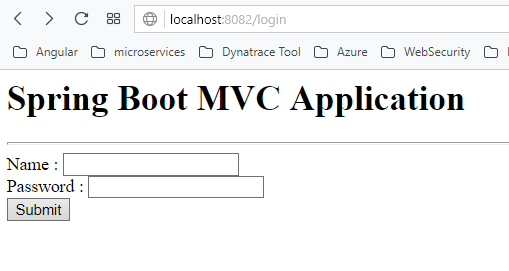 localhost:8082/login
Angular microservices Dynatrace Tool Azure WebSecurity
Spring Boot MVC Application
Name :
Password :
Submit